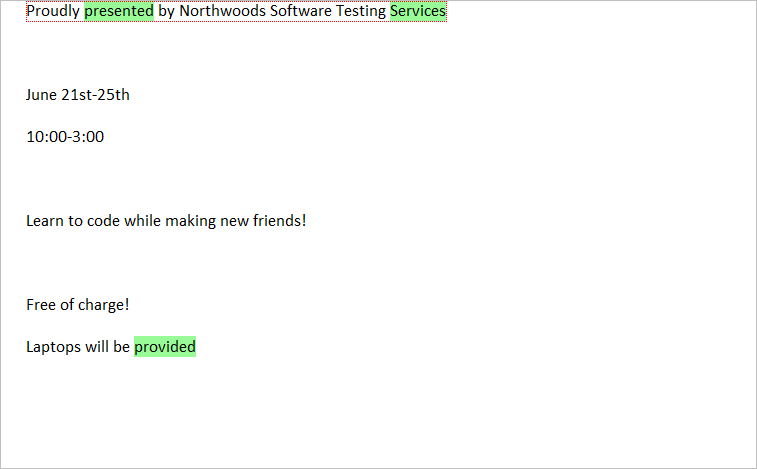 Proudly presented by Northwoods Software Testing Services
June 21st-25th
10:00-3:00
Learn to code while making new friends!
Free of charge!
Laptops will be provided